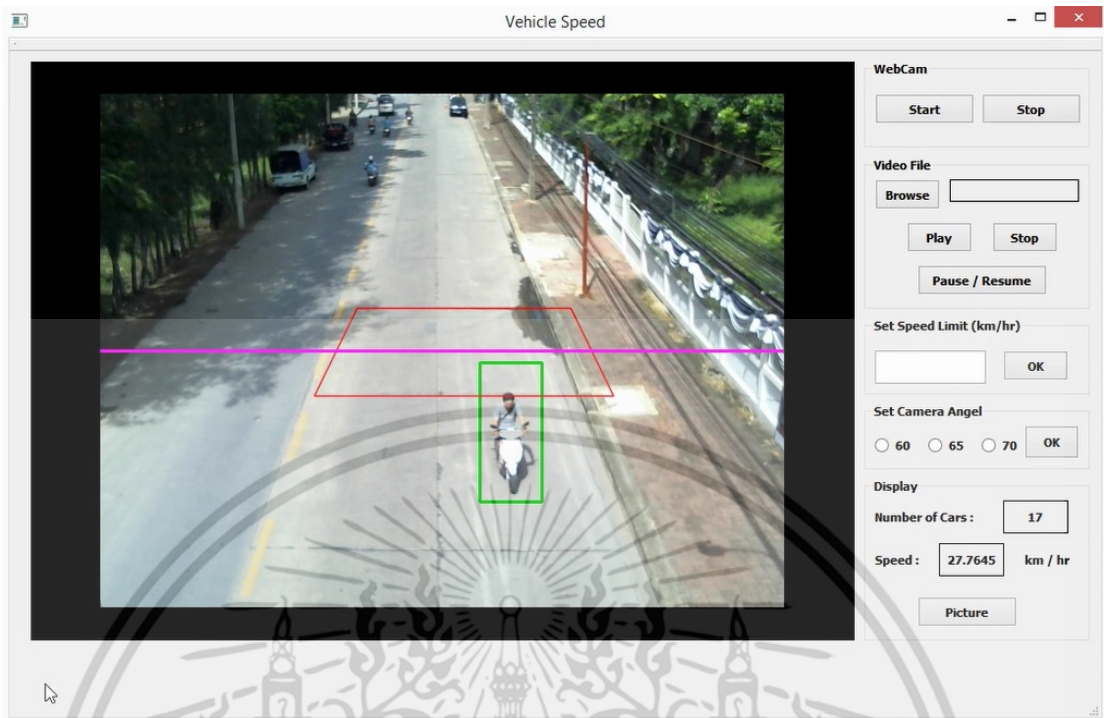 Vehicle Speed
WebCam
Start Stop
Video File
Browse
Play Stop
Pause / Resume
Set Speed Limit (km/hr)
OK
Set Camera Angel
60 65 70 OK
Display
Number of Cars : 17
Speed : 27.7645 km / hr
Picture